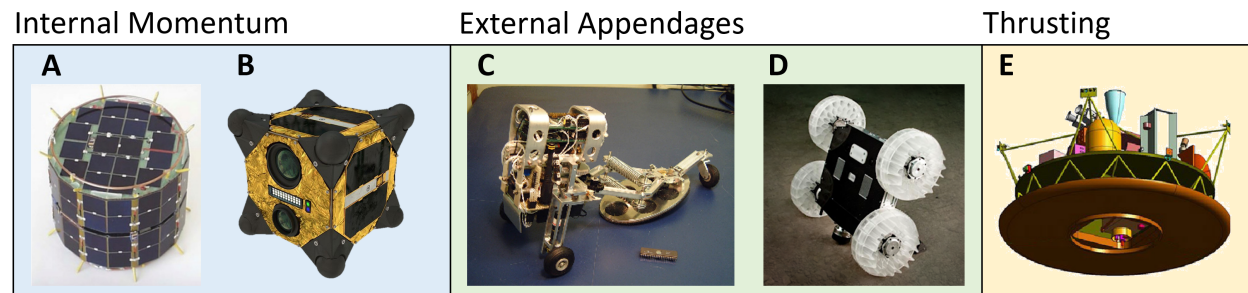 Internal Momentum
External Appendages
Thrusting
A
B
C
D
E